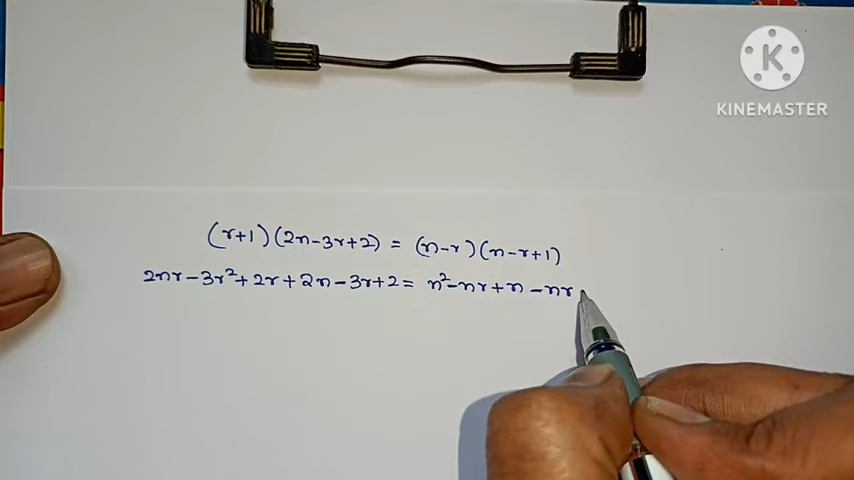 K
KINEMASTER
(r+1)(2n-3r+2) = (n-r)(n-r+1)
2nr-3r²+2r+2n-3r+2= n²-nr+n-nr